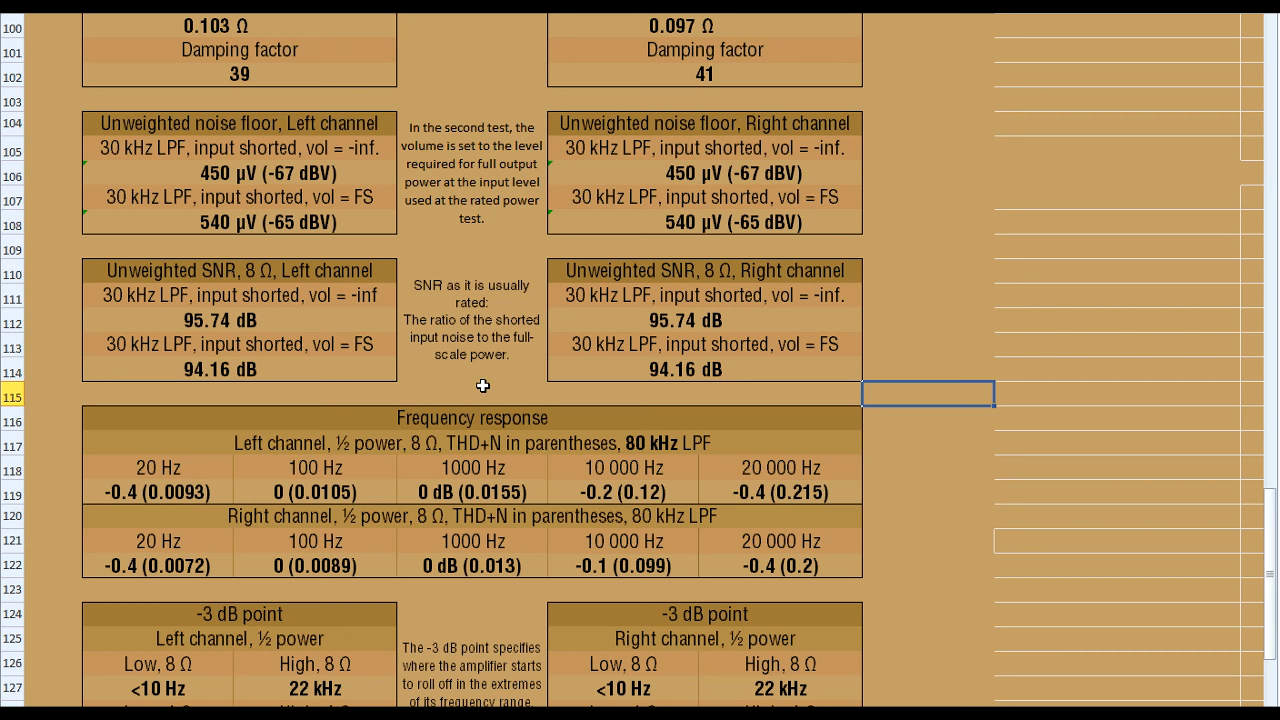 100
0.103 Ω
0.097 Ω
101
Damping factor
Damping factor
102
39
41
103
104
Unweighted noise floor, Left channel
Unweighted noise floor, Right channel
105
30 kHz LPF, input shorted, vol = -inf.
30 kHz LPF, input shorted, vol = -inf.
106
450 µV (-67 dBV)
450 µV (-67 dBV)
107
30 kHz LPF, input shorted, vol = FS
30 kHz LPF, input shorted, vol = FS
108
540 µV (-65 dBV)
540 µV (-65 dBV)
In the second test, the
volume is set to the level
required for full output
power at the input level
used at the rated power
test.
109
110
Unweighted SNR, 8 Ω, Left channel
Unweighted SNR, 8 Ω, Right channel
111
30 kHz LPF, input shorted, vol = -inf
30 kHz LPF, input shorted, vol = -inf.
112
95.74 dB
95.74 dB
113
30 kHz LPF, input shorted, vol = FS
30 kHz LPF, input shorted, vol = FS
114
94.16 dB
94.16 dB
SNR as it is usually
rated:
The ratio of the shorted
input noise to the full-
scale power.
115
116
Frequency response
117
Left channel, ½ power, 8 Ω, THD+N in parentheses, 80 kHz LPF
118
20 Hz 100 Hz 1000 Hz 10 000 Hz 20 000 Hz
119
-0.4 (0.0093) 0 (0.0105) 0 dB (0.0155) -0.2 (0.12) -0.4 (0.215)
120
Right channel, ½ power, 8 Ω, THD+N in parentheses, 80 kHz LPF
121
20 Hz 100 Hz 1000 Hz 10 000 Hz 20 000 Hz
122
-0.4 (0.0072) 0 (0.0089) 0 dB (0.013) -0.1 (0.099) -0.4 (0.2)
123
124
-3 dB point
-3 dB point
125
Left channel, ½ power
Right channel, ½ power
126
Low, 8 Ω High, 8 Ω
Low, 8 Ω High, 8 Ω
127
<10 Hz 22 kHz
<10 Hz 22 kHz
The -3 dB point specifies
where the amplifier starts
to roll off in the extremes
of its frequency range.